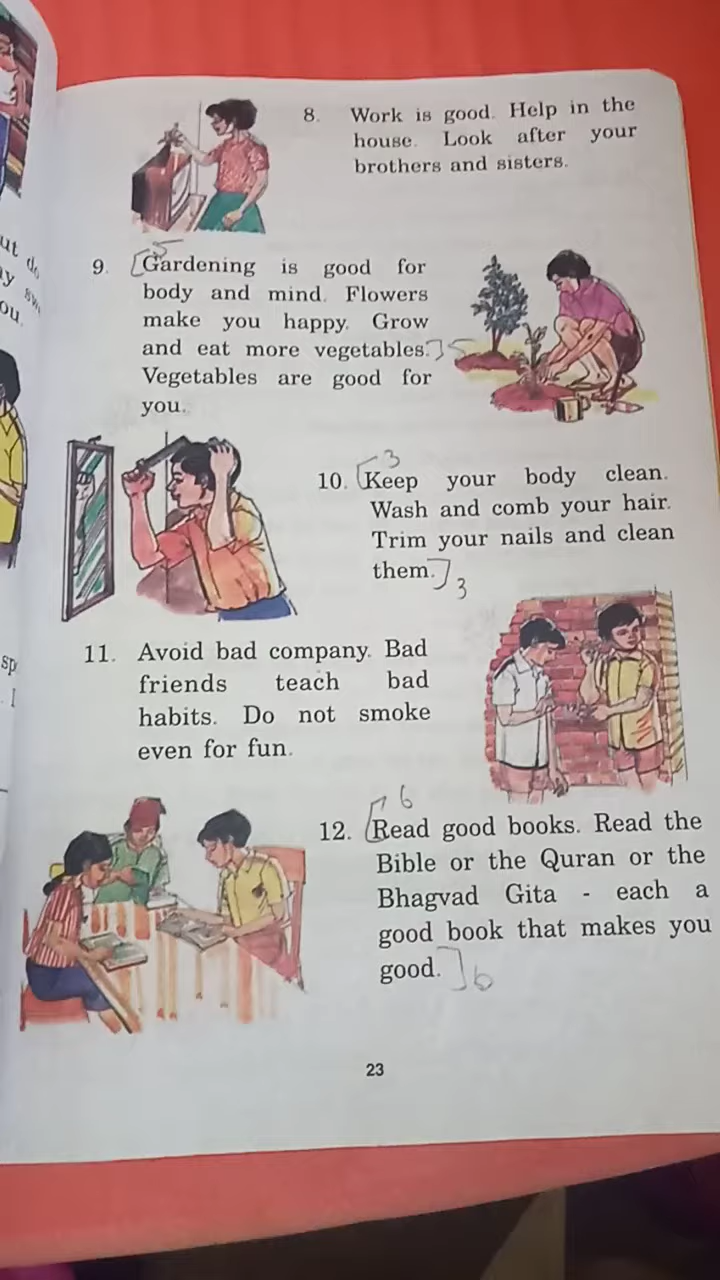 8. Work is good. Help in the
house. Look after your
brothers and sisters.
5
9. Gardening is good for
body and mind. Flowers
make you happy. Grow
and eat more vegetables. 5
Vegetables are good for
you.
3
10. Keep your body clean.
Wash and comb your hair.
Trim your nails and clean
them. 3
11. Avoid bad company. Bad
friends teach bad
habits. Do not smoke
even for fun.
6
12. Read good books. Read the
Bible or the Quran or the
Bhagvad Gita - each a
good book that makes you
good. 6
23